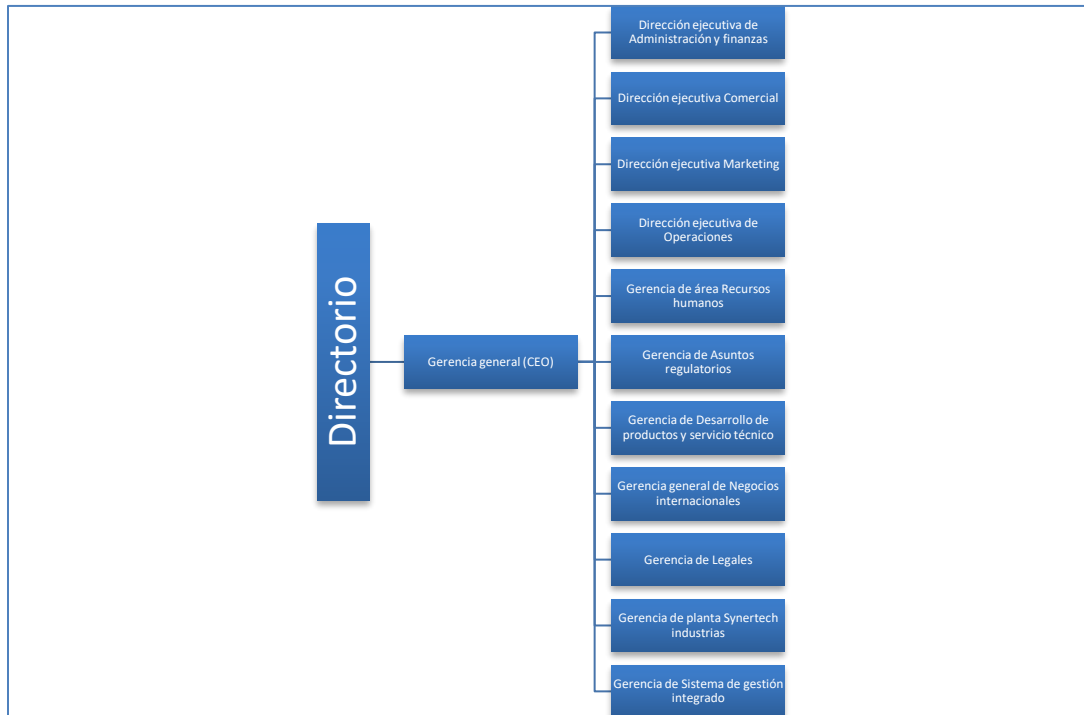 Directorio
Gerencia general (CEO)
Dirección ejecutiva de
Administración y finanzas
Dirección ejecutiva Comercial
Dirección ejecutiva Marketing
Dirección ejecutiva de
Operaciones
Gerencia de área Recursos
humanos
Gerencia de Asuntos
regulatorios
Gerencia de Desarrollo de
productos y servicio técnico
Gerencia general de Negocios
internacionales
Gerencia de Legales
Gerencia de planta Synertech
industrias
Gerencia de Sistema de gestión
integrado